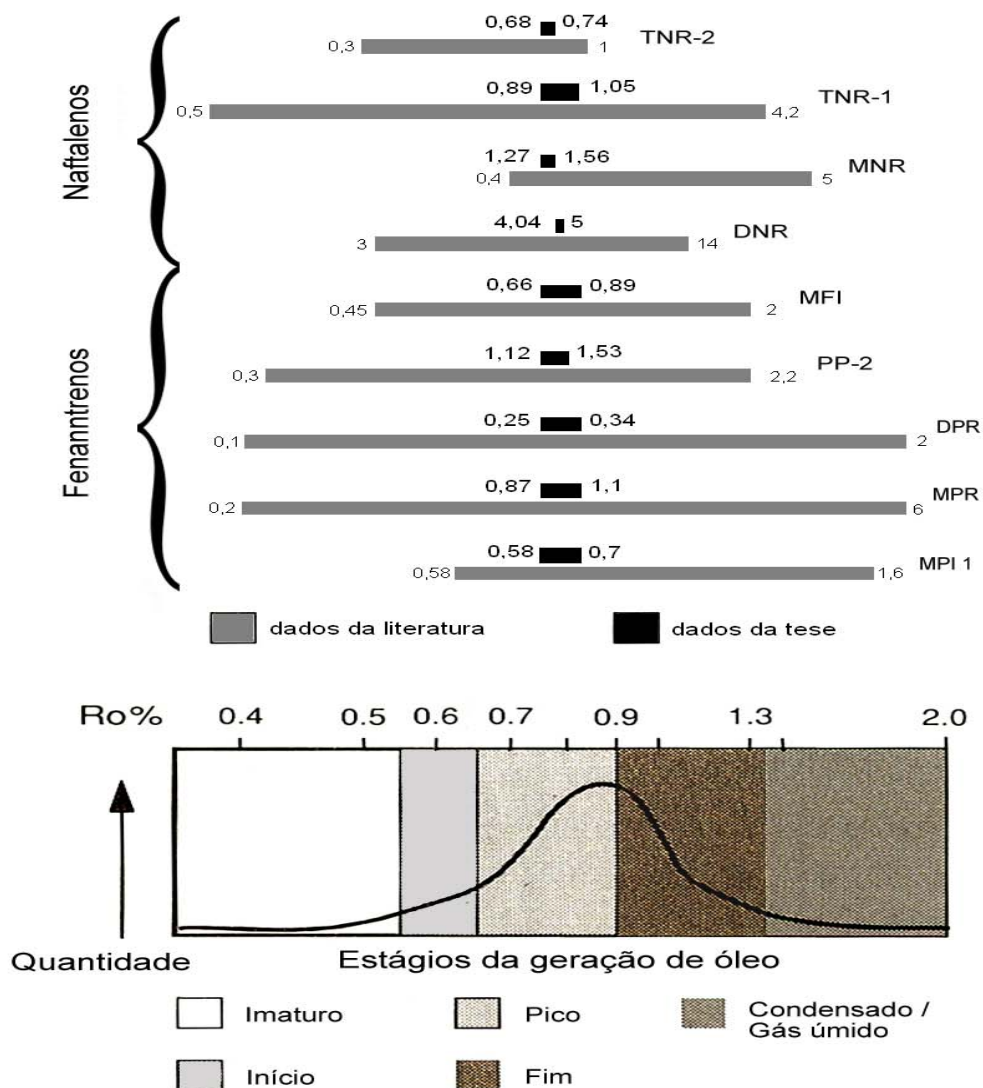 Naftalenos
0,68 0,74 TNR-2
0,3 1
0,89 1,05 TNR-1
0,5 4,2
1,27 1,56 MNR
0,4 5
4,04 5 DNR
3 14
Fenanntrenos
0,66 0,89 MFI
0,45 2
1,12 1,53 PP-2
0,3 2,2
0,25 0,34 DPR
0,1 2
0,87 1,1 MPR
0,2 6
0,58 0,7 MPI 1
0,58 1,6
dados da literatura dados da tese
Ro% 0.4 0.5 0.6 0.7 0.9 1.3 2.0
Quantidade Estágios da geração de óleo
Imaturo Pico Condensado /
Gás úmido
Início Fim